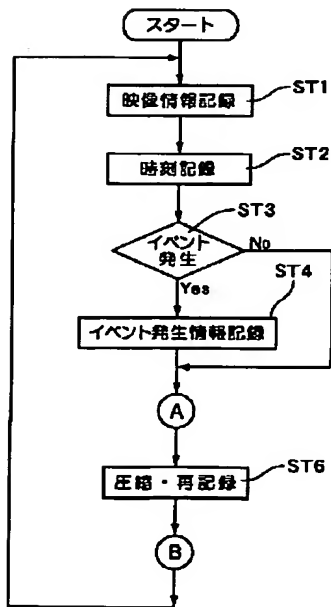 スタート
映像情報記録
ST1
時刻記録
ST2
イベント
発生
ST3
No
Yes
イベント発生情報記録
ST4
A
圧縮・再記録
ST6
B